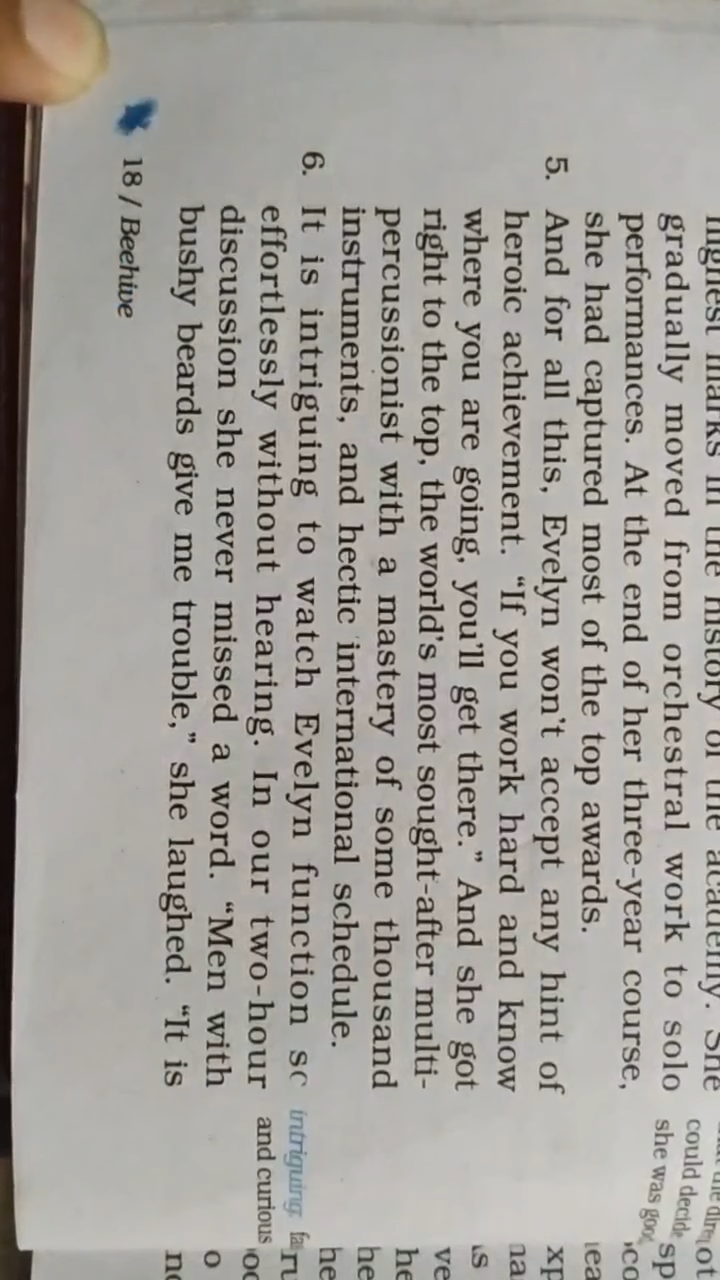 highest marks in the history of the academy. She
gradually moved from orchestral work to solo
performances. At the end of her three-year course,
she had captured most of the top awards.
5. And for all this, Evelyn won't accept any hint of
heroic achievement. “If you work hard and know
where you are going, you'll get there.” And she got
right to the top, the world's most sought-after multi-
percussionist with a mastery of some thousand
instruments, and hectic international schedule.
6. It is intriguing to watch Evelyn function so
effortlessly without hearing. In our two-hour
discussion she never missed a word. “Men with
bushy beards give me trouble,” she laughed. “It is
18 / Beehive
could decide
she was good
intriguing:
and curious